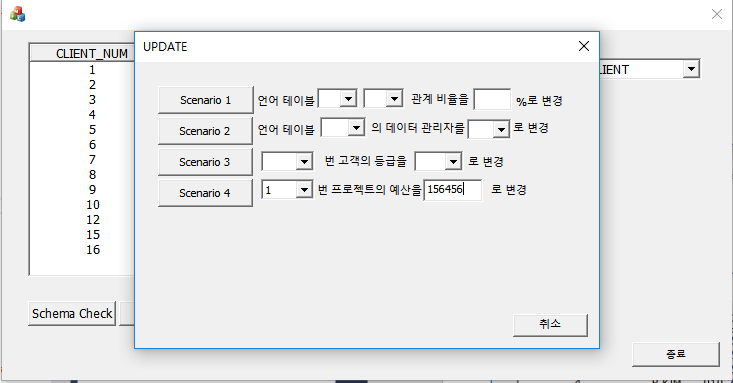 UPDATE
CLIENT_NUM
1
2
3
4
5
6
7
8
9
10
12
15
16
LIENT
Scenario 1 언어 테이블 관계 비율을 %로 변경
Scenario 2 언어 테이블 의 데이터 관리자를 로 변경
Scenario 3 번 고객의 등급을 로 변경
Scenario 4 1 번 프로젝트의 예산을 156456 로 변경
Schema Check
취소
종료